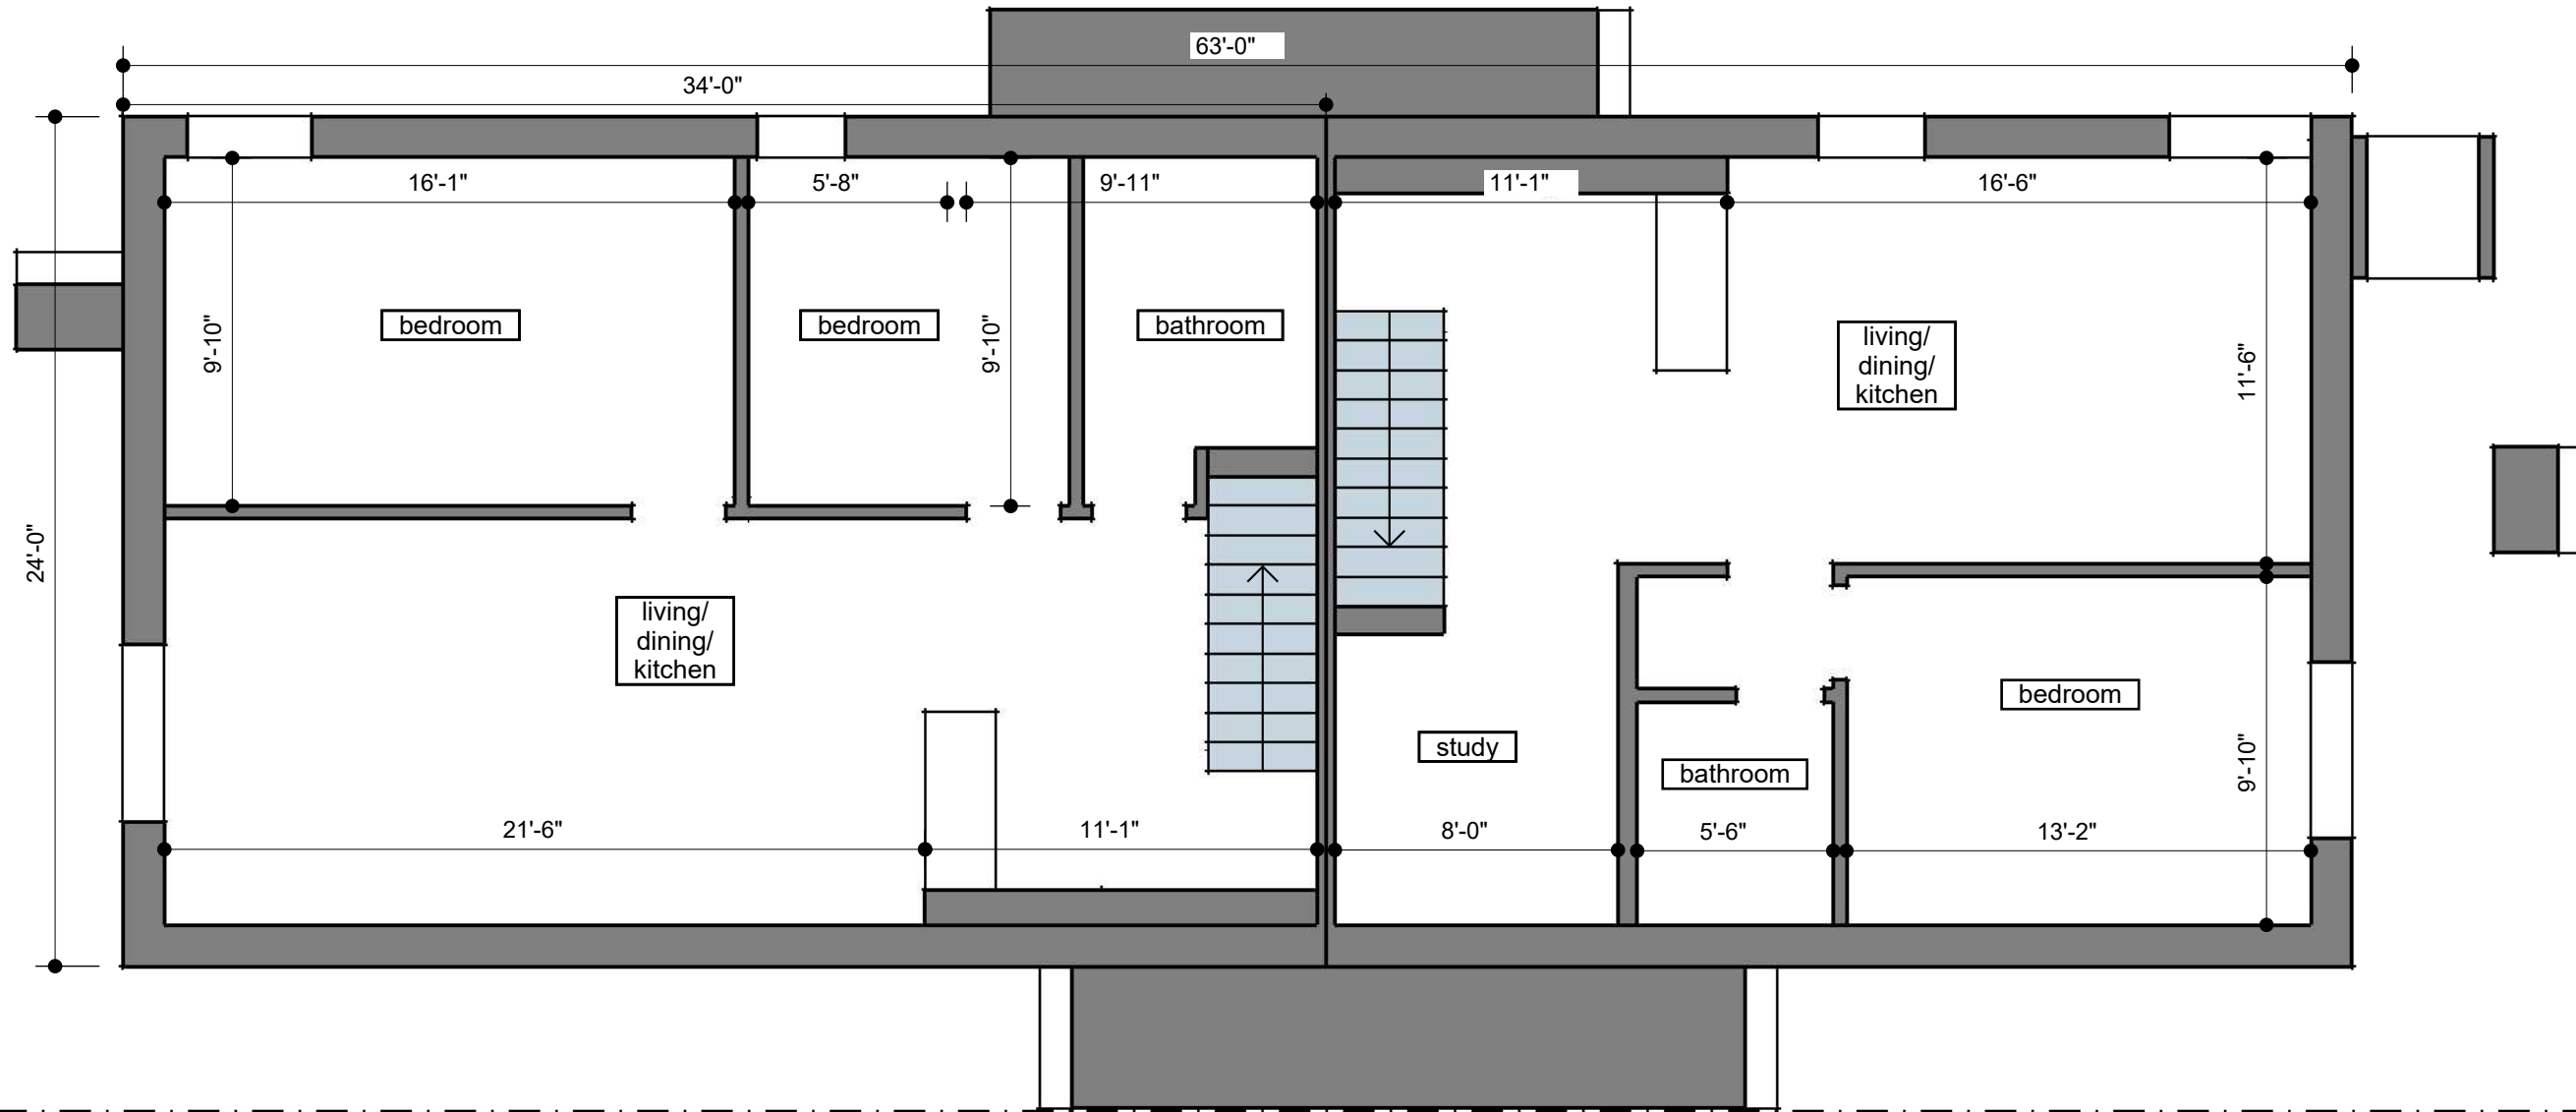 63'-0"
34'-0"
16'-1"
5'-8"
9'-11"
11'-1"
16'-6"
9'-10"
bedroom
bedroom
9'-10"
bathroom
living/
dining/
kitchen
11'-6"
24'-0"
living/
dining/
kitchen
bedroom
study
bathroom
9'-10"
21'-6"
11'-1"
8'-0"
5'-6"
13'-2"